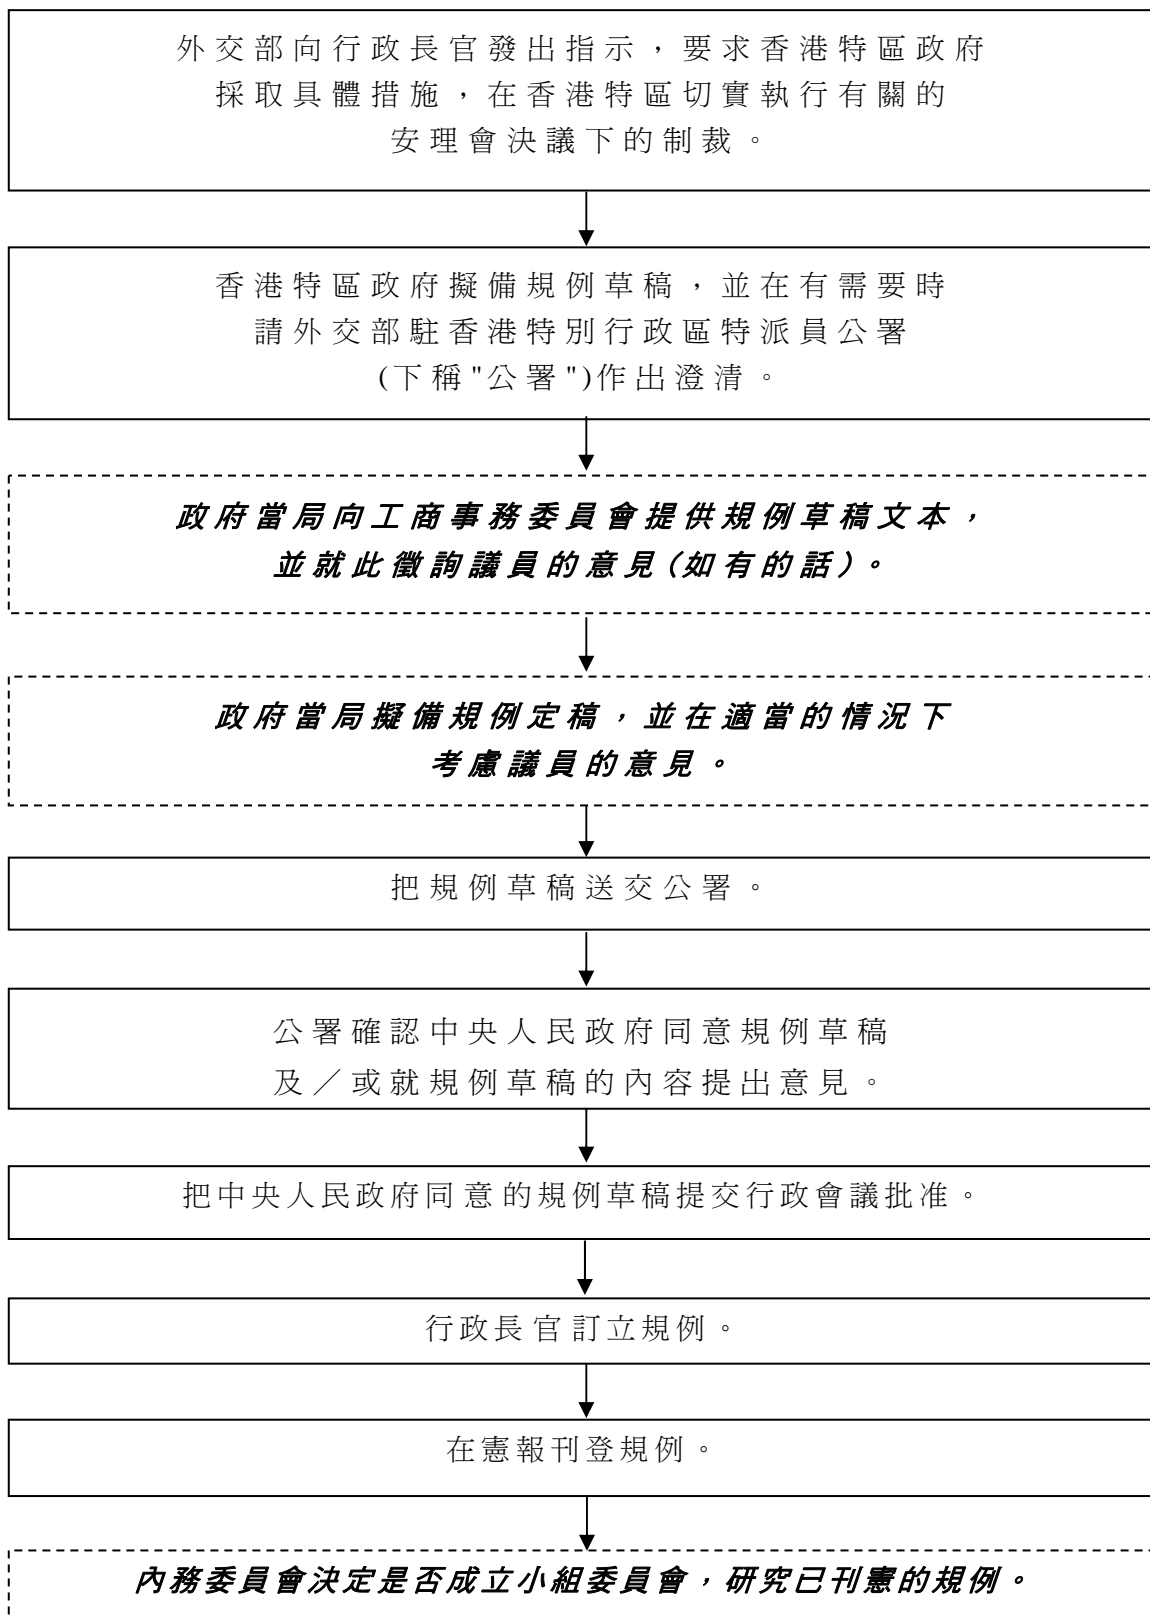 外交部向行政長官發出指示，要求香港特區政府
採取具體措施，在香港特區切實執行有關的
安理會決議下的制裁。
香港特區政府擬備規例草稿，並在有需要時
請外交部駐香港特別行政區特派員公署
(下稱"公署")作出澄清。
政府當局向工商事務委員會提供規例草稿文本，
並就此徵詢議員的意見(如有的話)。
政府當局擬備規例定稿，並在適當的情況下
考慮議員的意見。
把規例草稿送交公署。
公署確認中央人民政府同意規例草稿
及／或就規例草稿的內容提出意見。
把中央人民政府同意的規例草稿提交行政會議批准。
行政長官訂立規例。
在憲報刊登規例。
內務委員會決定是否成立小組委員會，研究已刊憲的規例。